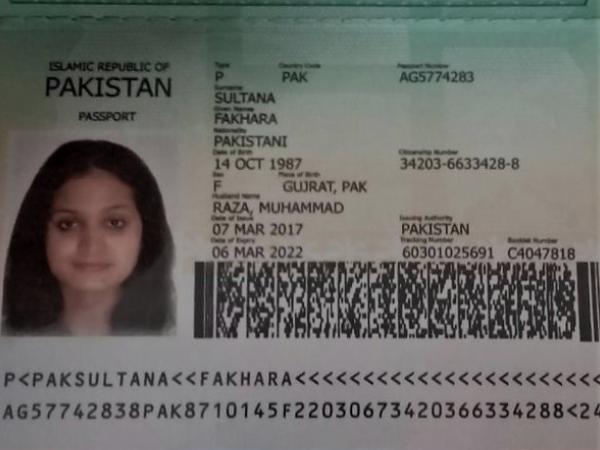 ISLAMIC REPUBLIC OF
PAKISTAN
PASSPORT
Type Country Code Passport Number
P PAK AG5774283
Surname
SULTANA
Given Names
FAKHARA
Nationality
PAKISTANI
Date of Birth Citizenship Number
14 OCT 1987 34203-6633428-8
Sex Place of Birth
F GUJRAT, PAK
Husband Name
RAZA, MUHAMMAD
Date of Issue Issuing Authority
07 MAR 2017 PAKISTAN
Date of Expiry Tracking Number Booklet Number
06 MAR 2022 60301025691 C4047818
P<PAKSULTANA<<FAKHARA<<<<<<<<<<<<<<<<<<<<
AG57742838PAK8710145F2203067342036634288<24